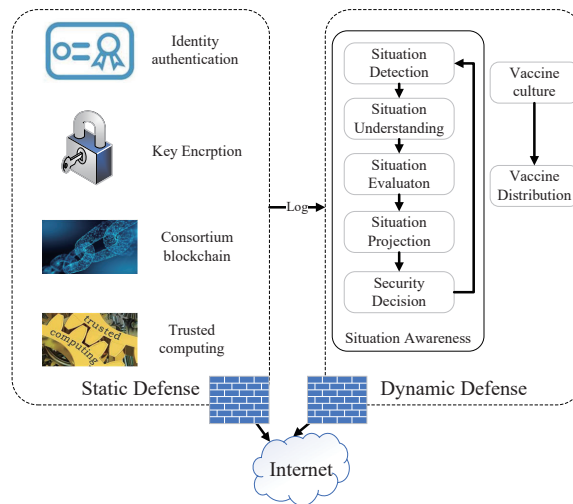 Identity
authentication
Key Encrption
Consortium
blockchain
trusted
computing
Trusted
computing
Static Defense
Log
Situation
Detection
Situation
Understanding
Situation
Evaluaton
Situation
Projection
Security
Decision
Situation Awareness
Vaccine
culture
Vaccine
Distribution
Dynamic Defense
Internet